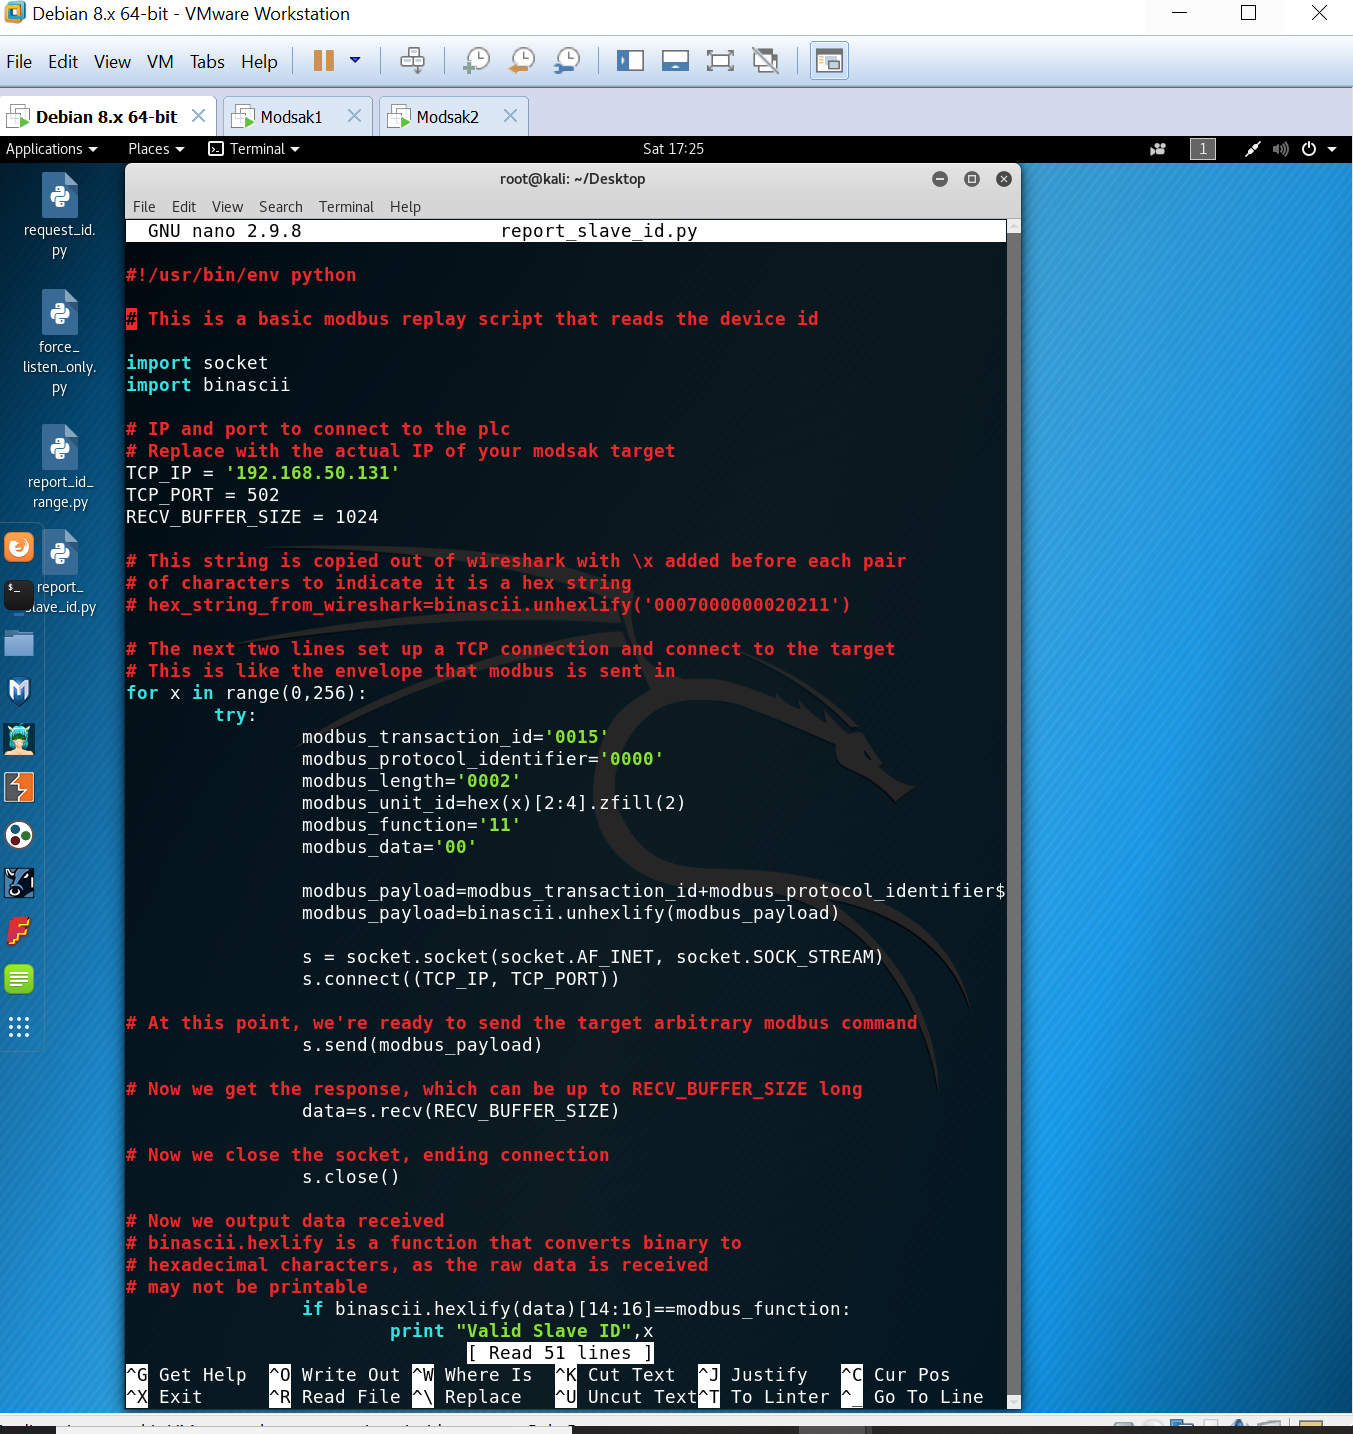 Debian 8.x 64-bit - VMware Workstation
File Edit View VM Tabs Help
Debian 8.x 64-bit Modsak1 Modsak2
Applications Places Terminal Sat 17:25 1
request_id.
py
force_
listen_only.
py
report_id_
range.py
report_
slave_id.py
root@kali: ~/Desktop
File Edit View Search Terminal Help
GNU nano 2.9.8 report_slave_id.py
#!/usr/bin/env python
# This is a basic modbus replay script that reads the device id
import socket
import binascii
# IP and port to connect to the plc
# Replace with the actual IP of your modsak target
TCP_IP = '192.168.50.131'
TCP_PORT = 502
RECV_BUFFER_SIZE = 1024
# This string is copied out of wireshark with \x added before each pair
# of characters to indicate it is a hex string
# hex_string_from_wireshark=binascii.unhexlify('0007000000020211')
# The next two lines set up a TCP connection and connect to the target
# This is like the envelope that modbus is sent in
for x in range(0,256):
try:
modbus_transaction_id='0015'
modbus_protocol_identifier='0000'
modbus_length='0002'
modbus_unit_id=hex(x)[2:4].zfill(2)
modbus_function='11'
modbus_data='00'
modbus_payload=modbus_transaction_id+modbus_protocol_identifier$
modbus_payload=binascii.unhexlify(modbus_payload)
s = socket.socket(socket.AF_INET, socket.SOCK_STREAM)
s.connect((TCP_IP, TCP_PORT))
# At this point, we're ready to send the target arbitrary modbus command
s.send(modbus_payload)
# Now we get the response, which can be up to RECV_BUFFER_SIZE long
data=s.recv(RECV_BUFFER_SIZE)
# Now we close the socket, ending connection
s.close()
# Now we output data received
# binascii.hexlify is a function that converts binary to
# hexadecimal characters, as the raw data is received
# may not be printable
if binascii.hexlify(data)[14:16]==modbus_function:
print "Valid Slave ID",x
[ Read 51 lines ]
^G Get Help ^O Write Out ^W Where Is ^K Cut Text ^J Justify ^C Cur Pos
^X Exit ^R Read File ^\ Replace ^U Uncut Text ^T To Linter ^_ Go To Line